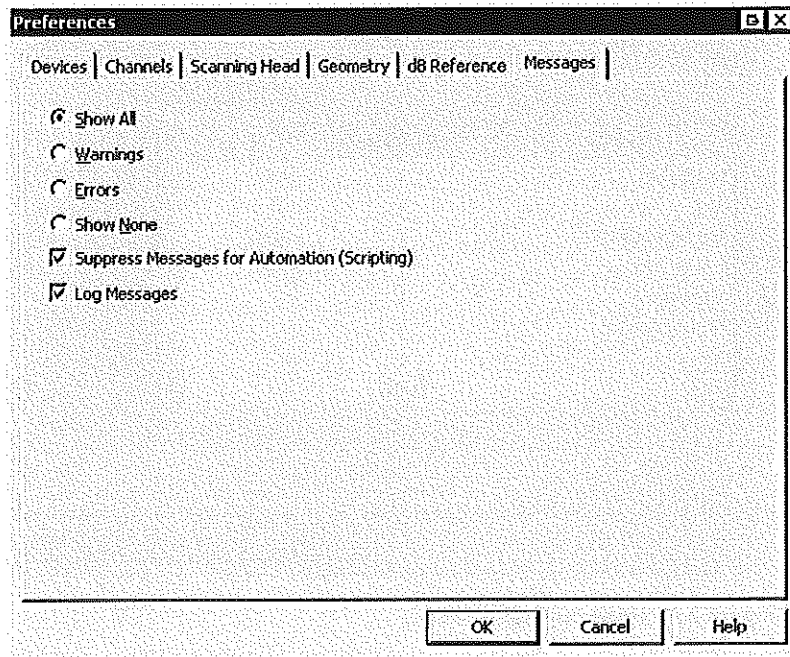 Preferences
Devices Channels Scanning Head Geometry dB Reference Messages
Show All
Warnings
Errors
Show None
Suppress Messages for Automation (Scripting)
Log Messages
OK Cancel Help